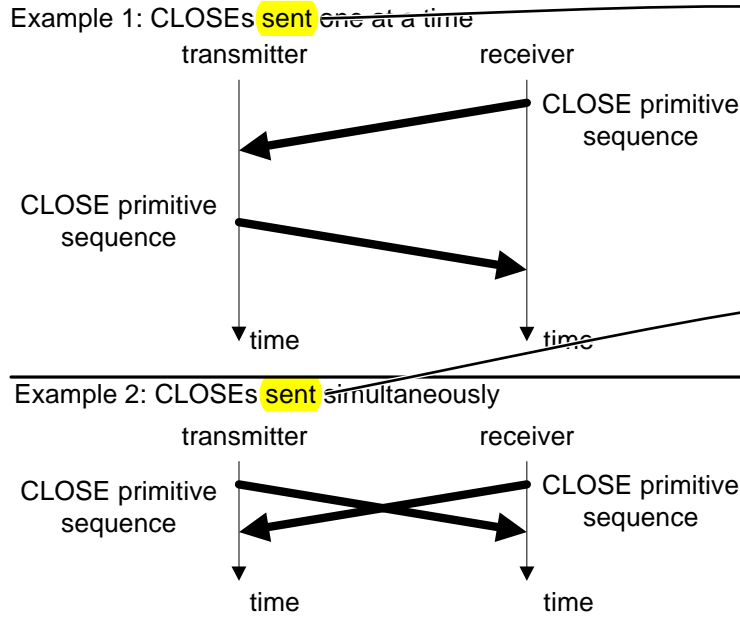 Example 1: CLOSEs sent one at a time
transmitter receiver
CLOSE primitive
sequence
CLOSE primitive
sequence
time time
Example 2: CLOSEs sent simultaneously
transmitter receiver
CLOSE primitive
sequence
CLOSE primitive
sequence
time time